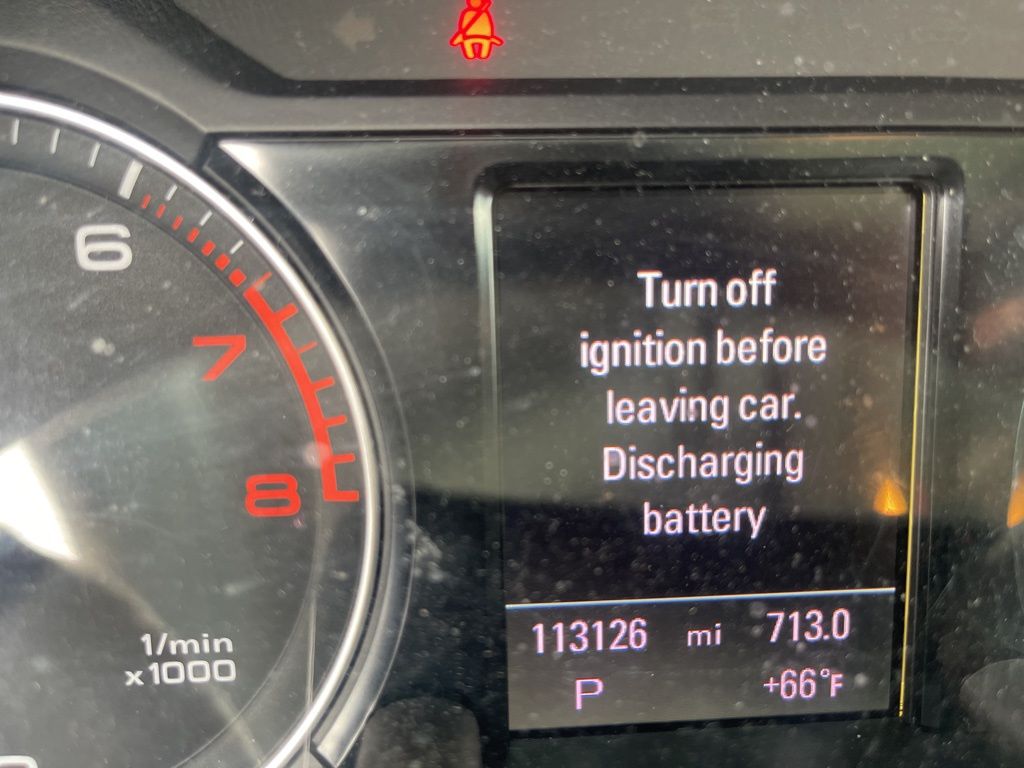 6
7
8
1/min
x1000
Turn off
ignition before
leaving car.
Discharging
battery
113126 mi 713.0
P +66°F